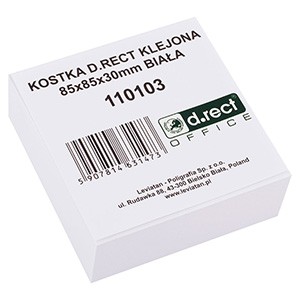 KOSTKA D.RECT KLEJONA
85x85x30mm BIAŁA
110103
d.rect
OFFICE
5 907814 631473
Leviatan - Poligrafia Sp. z o.o.
ul. Rudawka 88, 43-300 Bielsko Biała, Poland
www.leviatan.pl